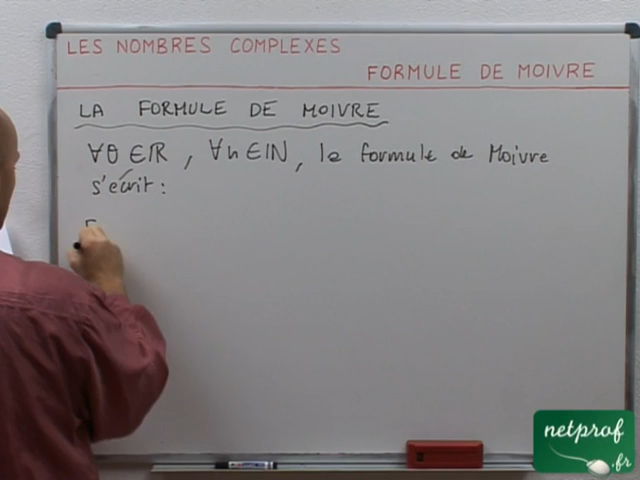 LES NOMBRES COMPLEXES
FORMULE DE MOIVRE
LA FORMULE DE MOIVRE
∀θ ∈ ℝ, ∀n ∈ ℕ, la formule de Moivre
s'écrit :
[
netprof
.fr